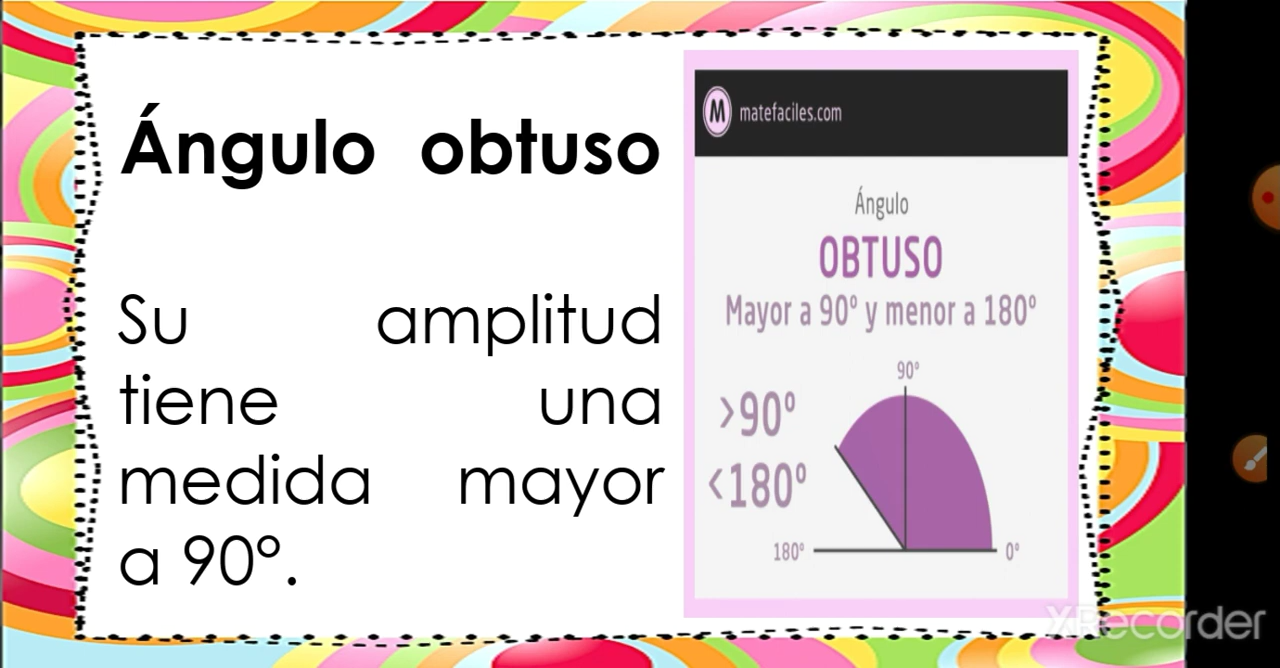 Ángulo obtuso
Su amplitud
tiene una
medida mayor
a 90°.
M matefaciles.com
Ángulo
OBTUSO
Mayor a 90° y menor a 180°
90°
>90°
<180°
180°
0°
XRecorder